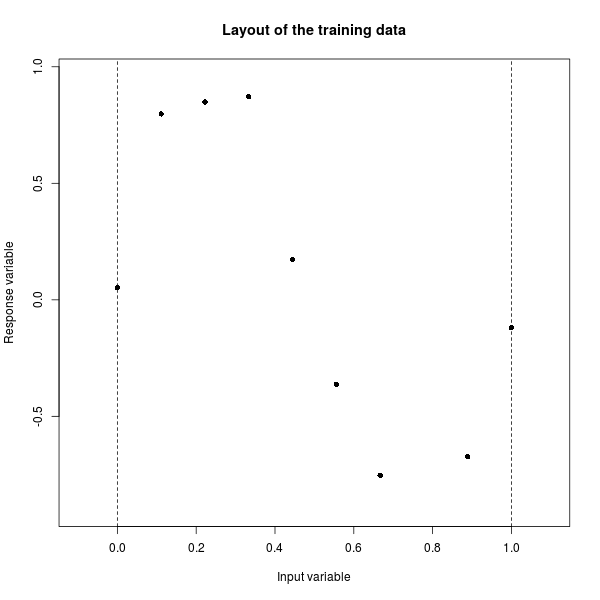 Layout of the training data
Response variable
1.0
0.5
0.0
-0.5
0.0 0.2 0.4 0.6 0.8 1.0
Input variable